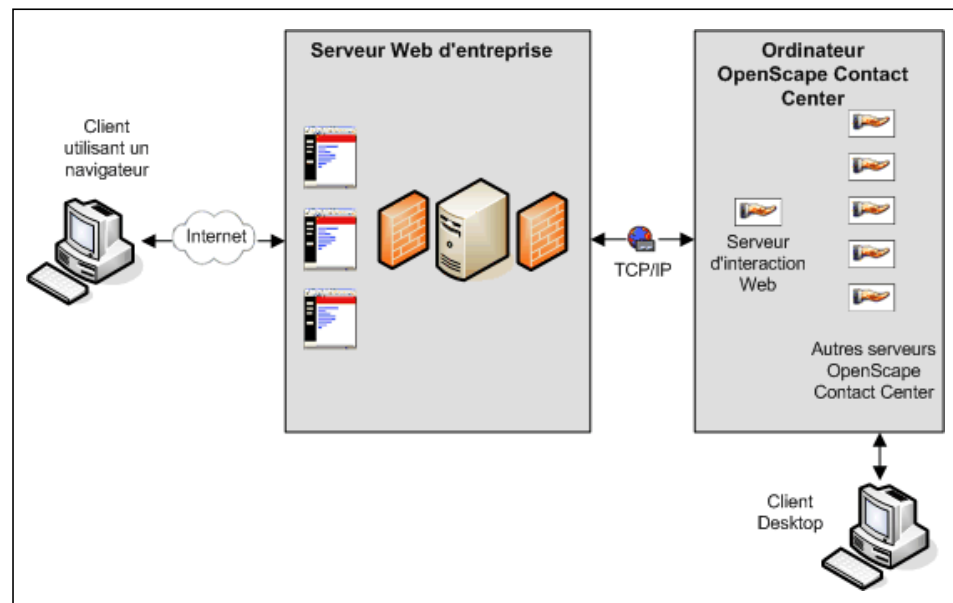 Serveur Web d'entreprise
Ordinateur
OpenScape Contact
Center
Client
utilisant un
navigateur
Internet
TCP/IP
Serveur
d'interaction
Web
Autres serveurs
OpenScape
Contact Center
Client
Desktop